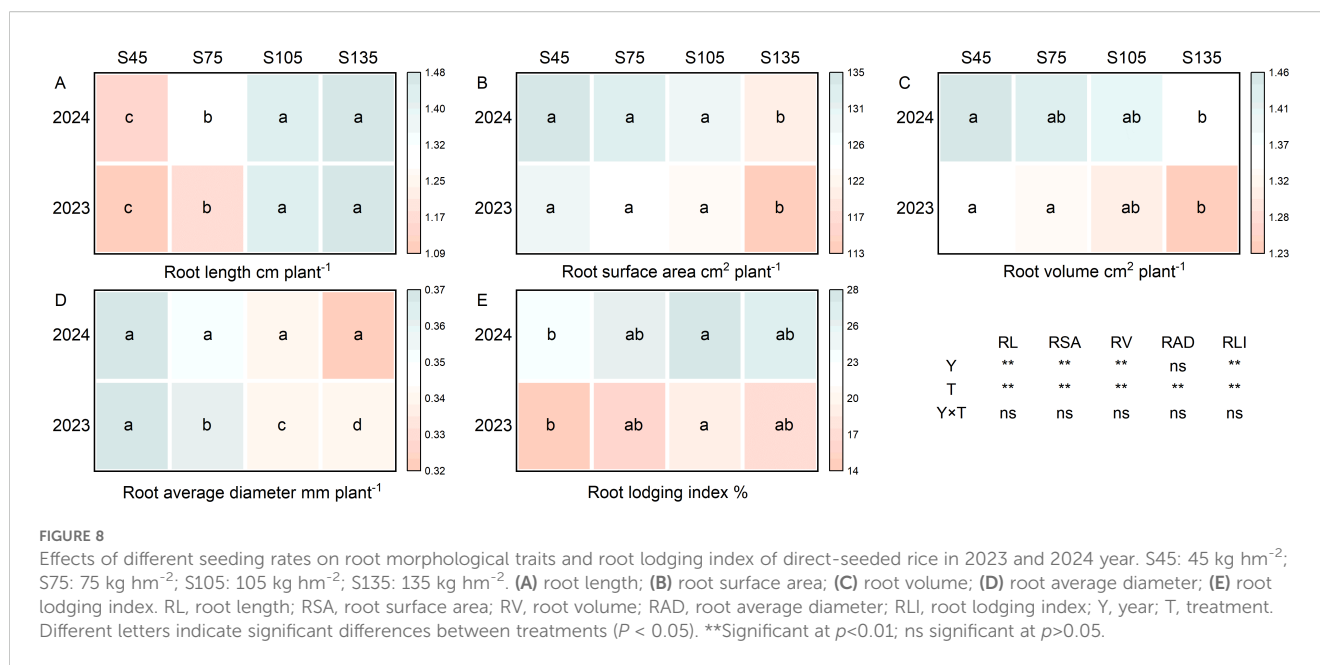 S45 S75 S105 S135
A
2024 c b a a
2023 c b a a
1.48
1.40
1.32
1.25
1.17
1.09
Root length cm plant⁻¹
S45 S75 S105 S135
B
a a a b
a a a b
135
131
126
122
117
113
Root surface area cm² plant⁻¹
S45 S75 S105 S135
C
2024 a ab ab b
2023 a a ab b
1.46
1.41
1.37
1.32
1.28
1.23
Root volume cm² plant⁻¹
D
2024 a a a a
2023 a b c d
0.37
0.36
0.35
0.34
0.33
0.32
Root average diameter mm plant⁻¹
E
2024 b ab a ab
2023 b ab a ab
28
23
23
20
17
14
Root lodging index %
RL RSA RV RAD RLI
Y ** ** ** ns **
T ** ** ** ** **
Y×T ns ns ns ns ns
FIGURE 8
Effects of different seeding rates on root morphological traits and root lodging index of direct-seeded rice in 2023 and 2024 year. S45: 45 kg hm⁻²;
S75: 75 kg hm⁻²; S105: 105 kg hm⁻²; S135: 135 kg hm⁻². (A) root length; (B) root surface area; (C) root volume; (D) root average diameter; (E) root
lodging index. RL, root length; RSA, root surface area; RV, root volume; RAD, root average diameter; RLI, root lodging index; Y, year; T, treatment.
Different letters indicate significant differences between treatments (P < 0.05). **Significant at p<0.01; ns significant at p>0.05.